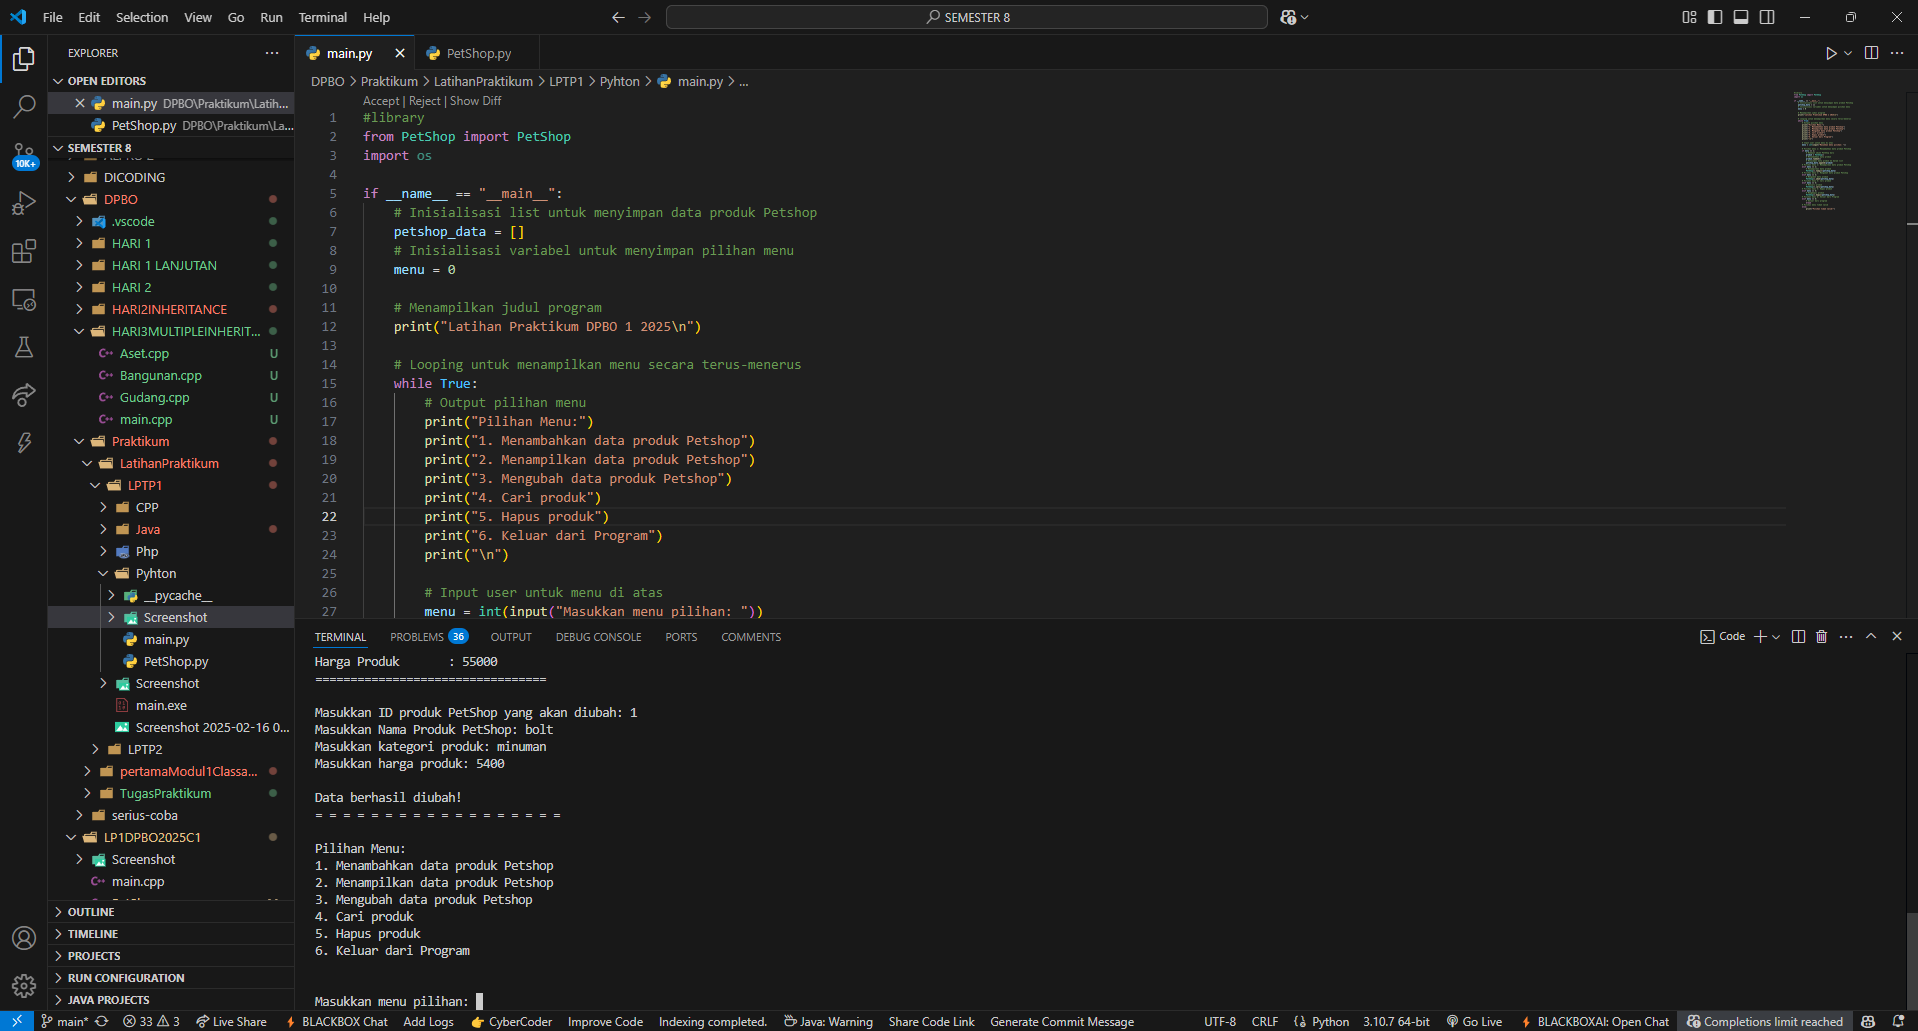 File Edit Selection View Go Run Terminal Help
SEMESTER 8
EXPLORER
OPEN EDITORS
main.py DPBO\Praktikum\Latih...
PetShop.py DPBO\Praktikum\La...
SEMESTER 8
DICODING
DPBO
.vscode
HARI 1
HARI 1 LANJUTAN
HARI 2
HARI2INHERITANCE
HARI3MULTIPLEINHERIT...
Aset.cpp U
Bangunan.cpp U
Gudang.cpp U
main.cpp U
Praktikum
LatihanPraktikum
LPTP1
CPP
Java
Php
Pyhton
__pycache__
Screenshot
main.py
PetShop.py
Screenshot
main.exe
Screenshot 2025-02-16 0...
LPTP2
pertamaModul1Classa...
TugasPraktikum
serius-coba
LP1DPBO2025C1
Screenshot
main.cpp
OUTLINE
TIMELINE
PROJECTS
RUN CONFIGURATION
JAVA PROJECTS
10K+
main.py PetShop.py
DPBO > Praktikum > LatihanPraktikum > LPTP1 > Pyhton > main.py > ...
Accept | Reject | Show Diff
1 #library
2 from PetShop import PetShop
3 import os
4
5 if __name__ == "__main__":
6 # Inisialisasi list untuk menyimpan data produk Petshop
7 petshop_data = []
8 # Inisialisasi variabel untuk menyimpan pilihan menu
9 menu = 0
10
11 # Menampilkan judul program
12 print("Latihan Praktikum DPBO 1 2025\n")
13
14 # Looping untuk menampilkan menu secara terus-menerus
15 while True:
16 # Output pilihan menu
17 print("Pilihan Menu:")
18 print("1. Menambahkan data produk Petshop")
19 print("2. Menampilkan data produk Petshop")
20 print("3. Mengubah data produk Petshop")
21 print("4. Cari produk")
22 print("5. Hapus produk")
23 print("6. Keluar dari Program")
24 print("\n")
25
26 # Input user untuk menu di atas
27 menu = int(input("Masukkan menu pilihan: "))
TERMINAL PROBLEMS 36 OUTPUT DEBUG CONSOLE PORTS COMMENTS
Code
Harga Produk : 55000
=================================
Masukkan ID produk PetShop yang akan diubah: 1
Masukkan Nama Produk PetShop: bolt
Masukkan kategori produk: minuman
Masukkan harga produk: 5400
Data berhasil diubah!
= = = = = = = = = = = = = = = = = =
Pilihan Menu:
1. Menambahkan data produk Petshop
2. Menampilkan data produk Petshop
3. Mengubah data produk Petshop
4. Cari produk
5. Hapus produk
6. Keluar dari Program
Masukkan menu pilihan:
main* 33 3 Live Share BLACKBOX Chat Add Logs CyberCoder Improve Code Indexing completed. Java: Warning Share Code Link Generate Commit Message UTF-8 CRLF Python 3.10.7 64-bit Go Live BLACKBOXAI: Open Chat Completions limit reached